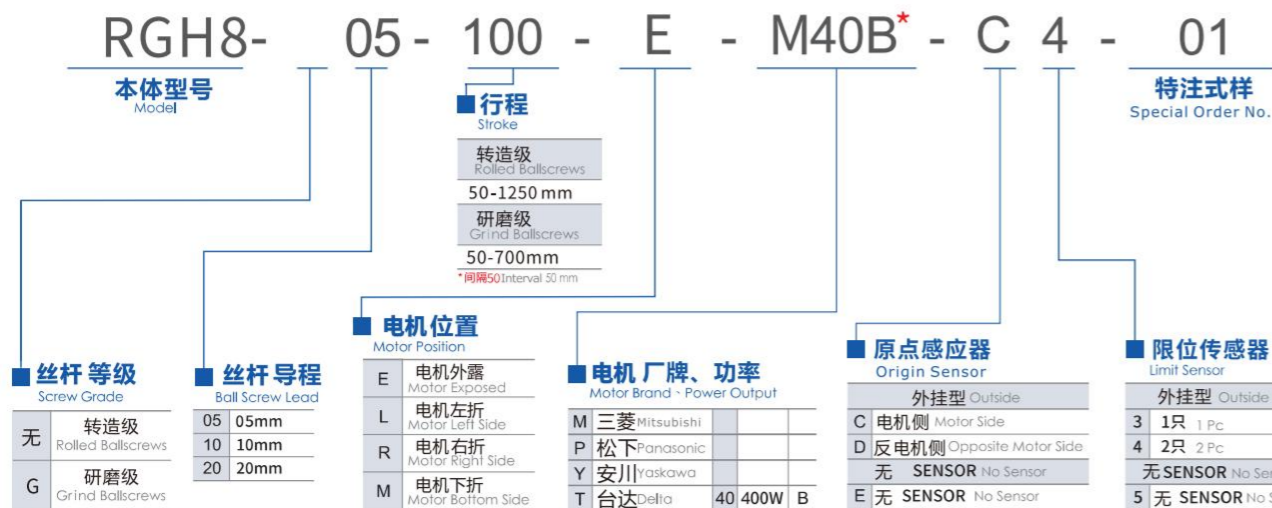 RGH8- 05 - 100 - E - M40B* - C 4 - 01
本体型号
Model
特注式样
Special Order No.
行程
Stroke
转造级
Rolled Ballscrews
50-1250 mm
研磨级
Grind Ballscrews
50-700mm
*间隔50 Interval 50 mm
丝杆 等级
Screw Grade
无 转造级
Rolled Ballscrews
G 研磨级
Grind Ballscrews
丝杆 导程
Ball Screw Lead
05 05mm
10 10mm
20 20mm
电机位置
Motor Position
E 电机外露
Motor Exposed
L 电机左折
Motor Left Side
R 电机右折
Motor Right Side
M 电机下折
Motor Bottom Side
电机 厂牌、功率
Motor Brand、Power Output
M 三菱 Mitsubishi
P 松下 Panasonic
Y 安川 Yaskawa
T 台达 Delta 40 400W B
原点感应器
Origin Sensor
外挂型 Outside
C 电机侧 Motor Side
D 反电机侧 Opposite Motor Side
无 SENSOR No Sensor
E 无 SENSOR No Sensor
限位传感器
Limit Sensor
外挂型 Outside
3 1只 1 Pc
4 2只 2 Pc
无 SENSOR No
5 无 SENSOR No